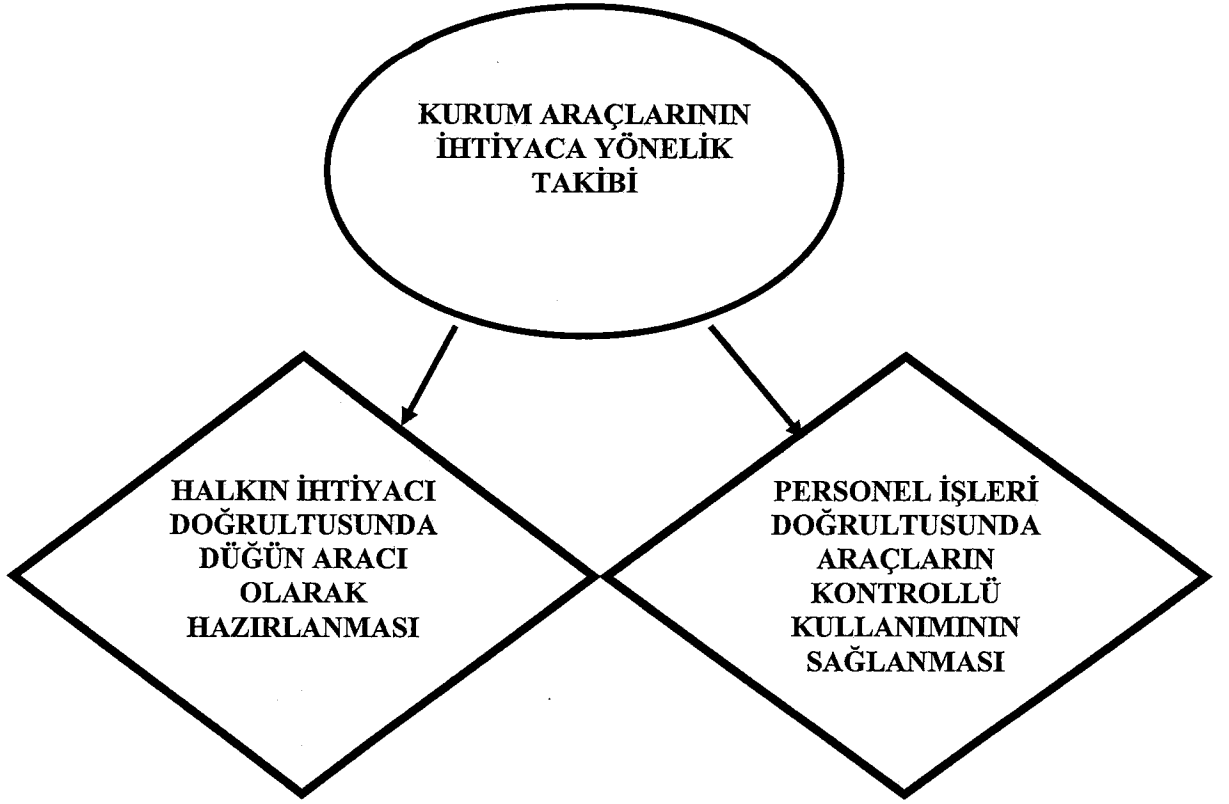 KURUM ARAÇLARININ
İHTİYACA YÖNELİK
TAKİBİ
HALKIN İHTİYACI
DOĞRULTUSUNDA
DÜĞÜN ARACI
OLARAK
HAZIRLANMASI
PERSONEL İŞLERİ
DOĞRULTUSUNDA
ARAÇLARIN
KONTROLLÜ
KULLANIMININ
SAĞLANMASI